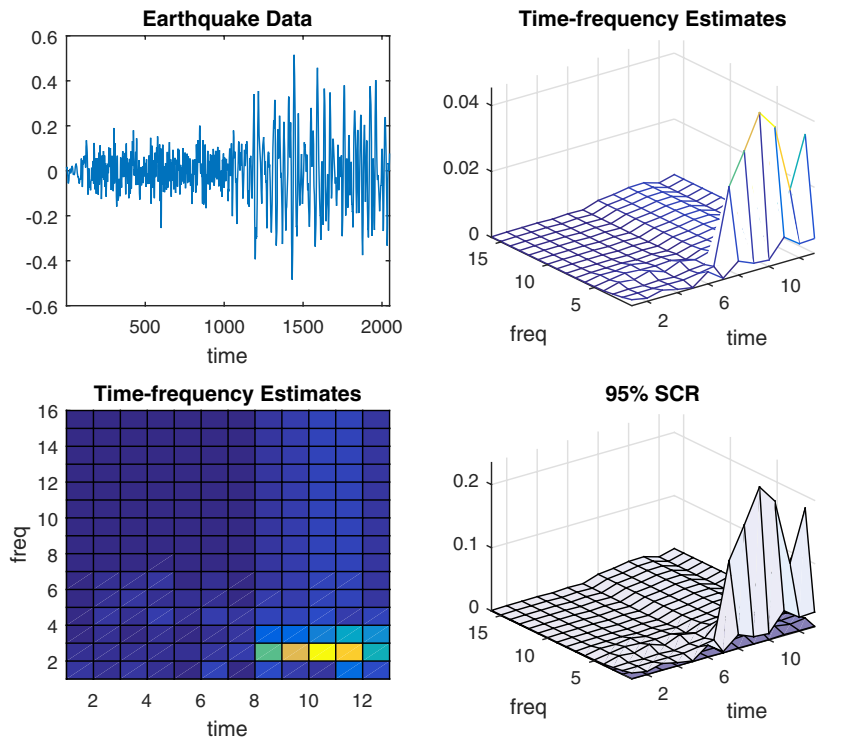 Earthquake Data
0.6
0.4
0.2
0
-0.2
-0.4
-0.6
500 1000 1500 2000
time
Time-frequency Estimates
0.04
0.02
0
15
10
5
freq
2
6
10
time
Time-frequency Estimates
16
14
12
10
8
6
4
2
freq
2 4 6 8 10 12
time
95% SCR
0.2
0.1
0
15
10
5
freq
2
6
10
time